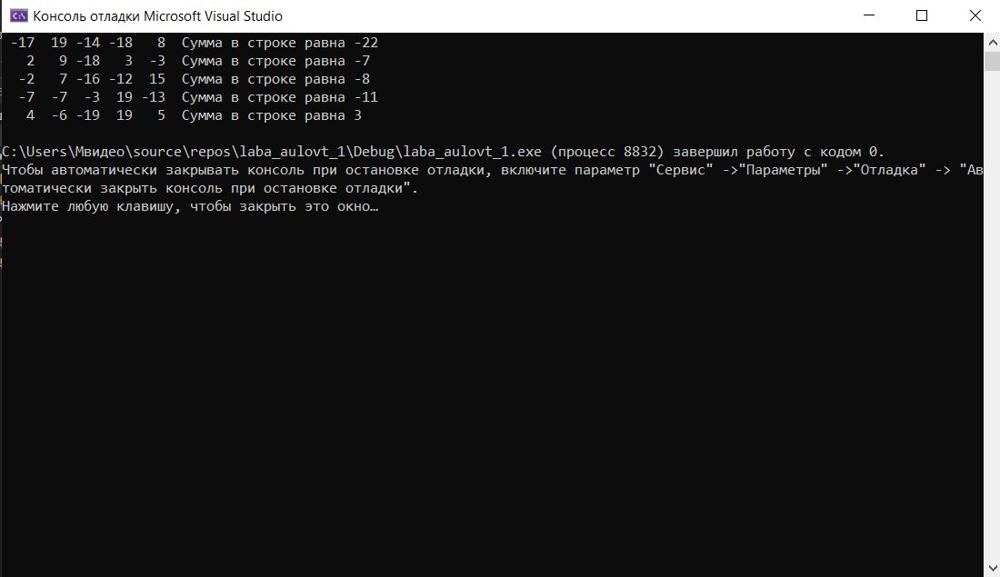 Консоль отладки Microsoft Visual Studio
-17 19 -14 -18 8 Сумма в строке равна -22
2 9 -18 3 -3 Сумма в строке равна -7
-2 7 -16 -12 15 Сумма в строке равна -8
-7 -7 -3 19 -13 Сумма в строке равна -11
4 -6 -19 19 5 Сумма в строке равна 3
C:\Users\Мвидео\source\repos\laba_aulovt_1\Debug\laba_aulovt_1.exe (процесс 8832) завершил работу с кодом 0.
Чтобы автоматически закрывать консоль при остановке отладки, включите параметр "Сервис" ->"Параметры" ->"Отладка" -> "Ав
томатически закрыть консоль при остановке отладки".
Нажмите любую клавишу, чтобы закрыть это окно…